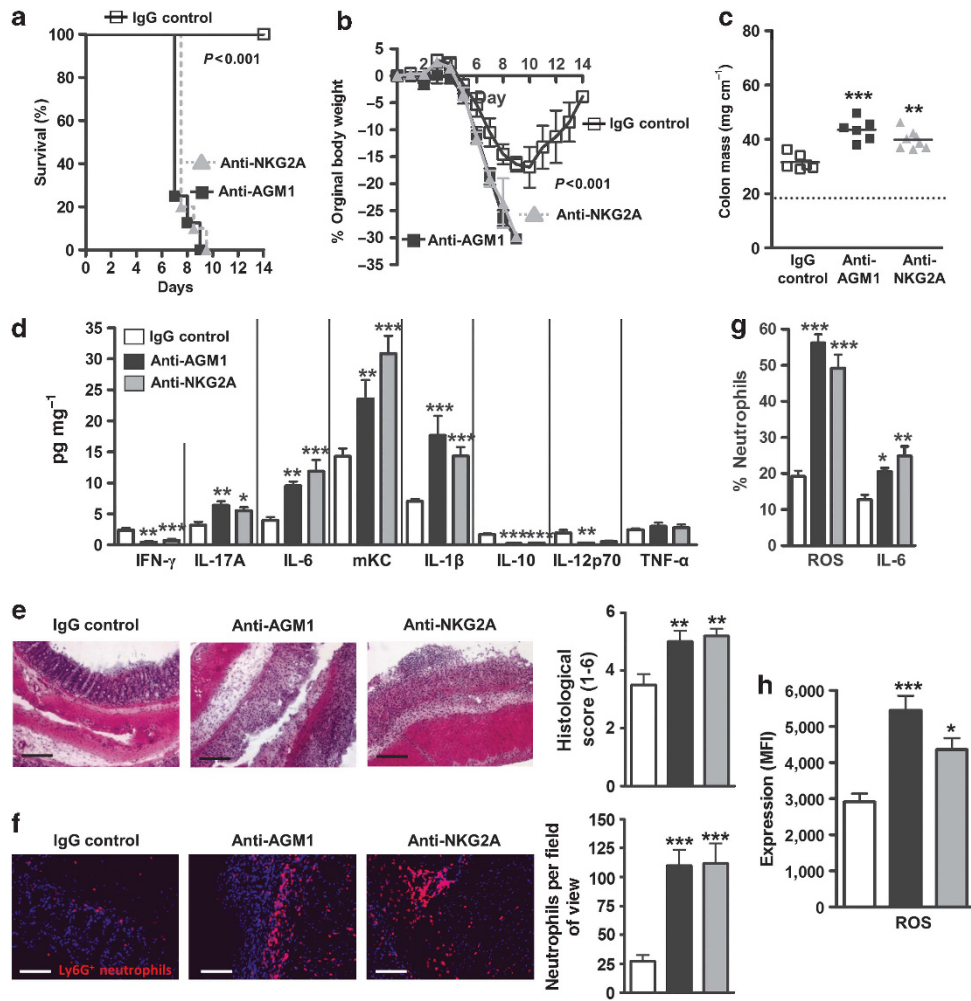 a
IgG control
P < 0.001
Survival (%)
100
80
60
40
20
0
Anti-NKG2A
Anti-AGM1
0 2 4 6 8 10 12 14
Days
b
% Orginal body weight
5
0
−5
−10
−15
−20
−25
−30
−35
2 6 8 10 12 14
Day
IgG control
P < 0.001
Anti-NKG2A
Anti-AGM1
c
Colon mass (mg cm⁻¹)
80
60
40
20
0
***
**
IgG control
Anti-AGM1
Anti-NKG2A
d
pg mg⁻¹
35
30
25
20
15
10
5
0
IgG control
Anti-AGM1
Anti-NKG2A
** *** ** * ** *** ** *** *** *** *** *** **
IFN-γ IL-17A IL-6 mKC IL-1β IL-10 IL-12p70 TNF-α
g
% Neutrophils
60
50
40
30
20
10
0
*** *** * **
ROS IL-6
e
IgG control Anti-AGM1 Anti-NKG2A
Histological score (1-6)
6
4
2
0
** **
h
Expression (MFI)
6,000
5,000
4,000
3,000
2,000
1,000
0
*** *
ROS
f
IgG control Anti-AGM1 Anti-NKG2A
Ly6G⁺ neutrophils
Neutrophils per field of view
150
125
100
75
50
25
0
*** ***